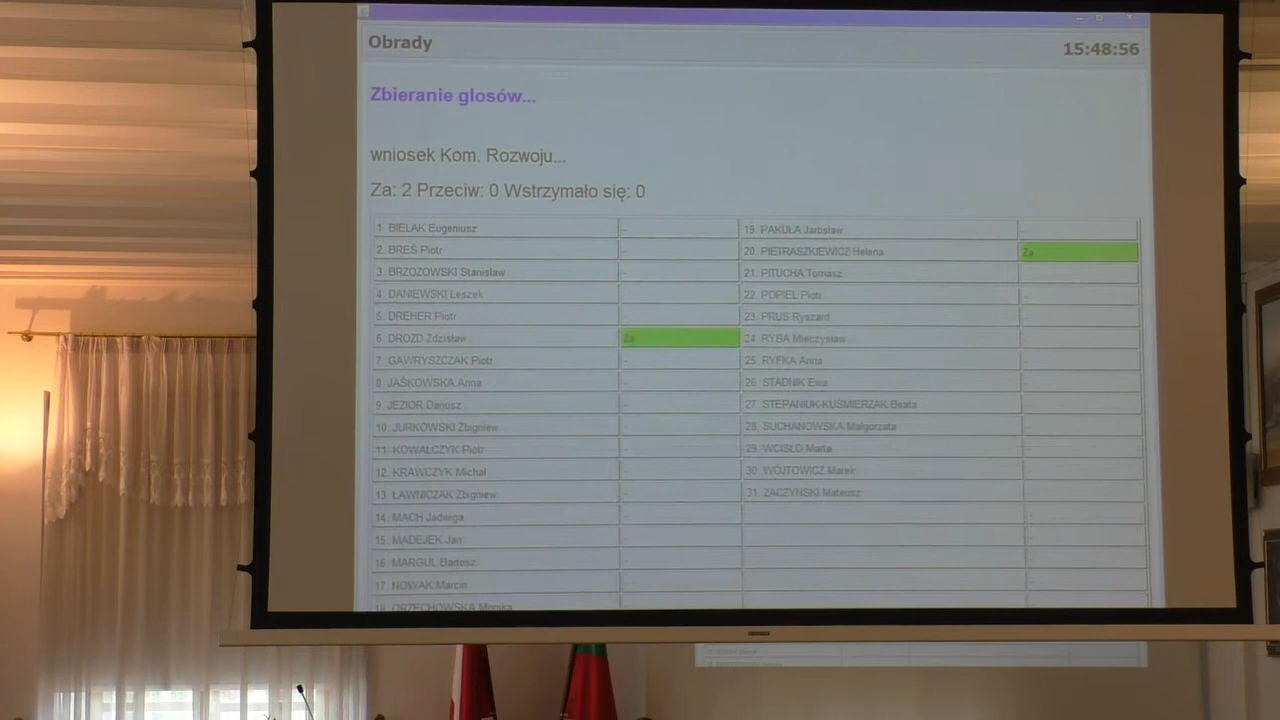 Obrady
15:48:56
Zbieranie głosów...
wniosek Kom. Rozwoju...
Za: 2 Przeciw: 0 Wstrzymało się: 0
1. BIELAK Eugeniusz -
2. BREŚ Piotr -
3. BRZOZOWSKI Stanisław -
4. DANIEWSKI Leszek
5. DREHER Piotr
6. DROZD Zdzisław Za
7. GAWRYSZCZAK Piotr -
8. JAŚKOWSKA Anna -
9. JEZIOR Dariusz -
10. JURKOWSKI Zbigniew -
11. KOWALCZYK Piotr -
12. KRAWCZYK Michał
13. ŁAWNICZAK Zbigniew -
14. MACH Jadwiga
15. MADEJEK Jan
16. MARGUL Bartosz
17. NOWAK Marcin
18. ORZECHOWSKA Monika
19. PAKUŁA Jarosław -
20. PIETRASZKIEWICZ Helena Za
21. PITUCHA Tomasz
22. POPIEL Piotr -
23. PRUS Ryszard
24. RYBA Mieczysław
25. RYFKA Anna
26. STADNIK Ewa
27. STEPANIUK-KUŚMIERZAK Beata
28. SUCHANOWSKA Małgorzata
29. WCISŁO Marta -
30. WÓJTOWICZ Marek
31. ZACZYŃSKI Mateusz